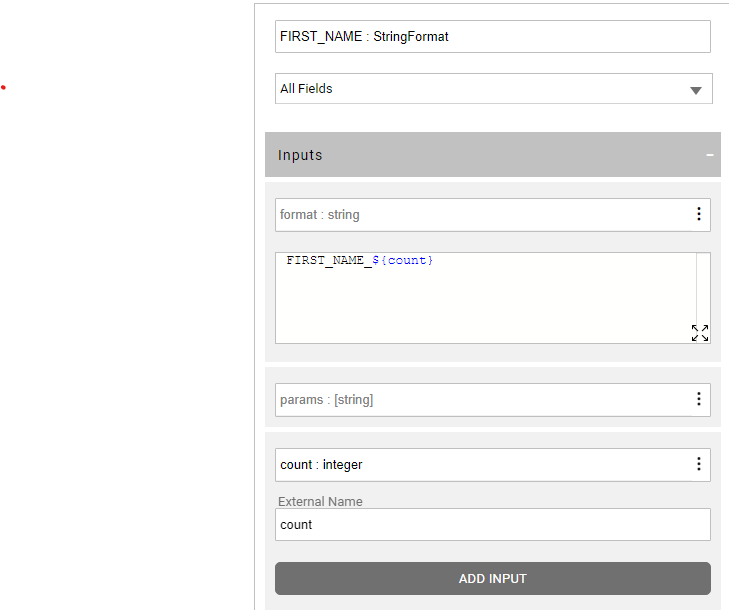 FIRST_NAME : StringFormat
All Fields
Inputs
format : string
FIRST_NAME_${count}
params : [string]
count : integer
External Name
count
ADD INPUT